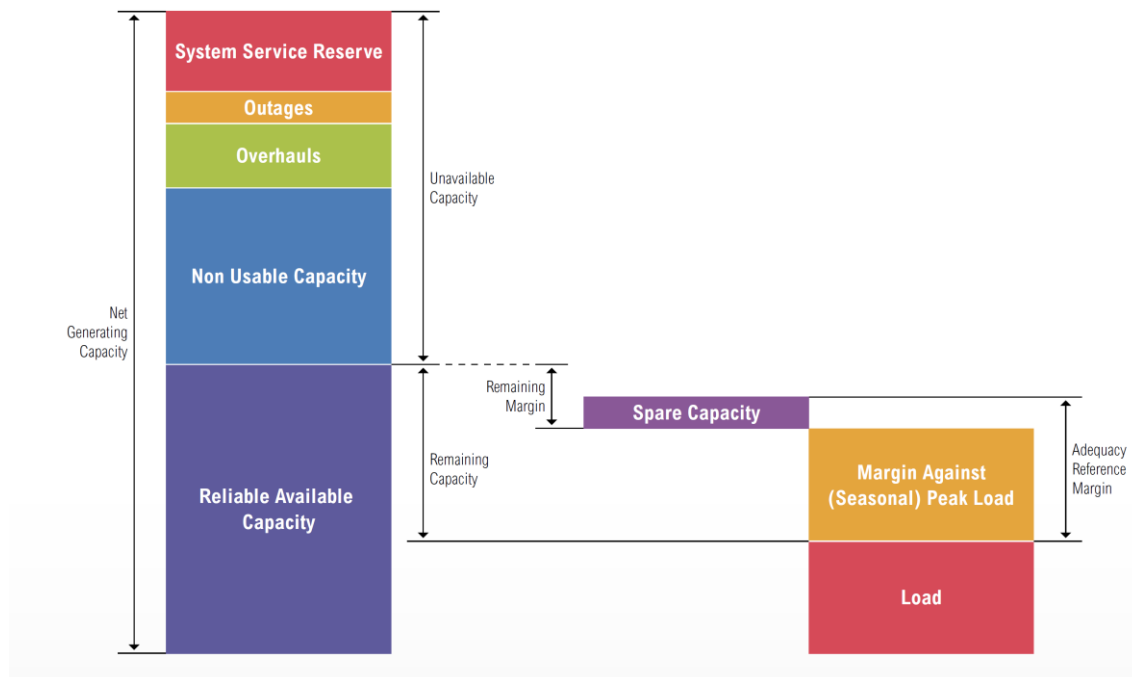 System Service Reserve
Outages
Overhauls
Non Usable Capacity
Reliable Available
Capacity
Net
Generating
Capacity
Unavailable
Capacity
Remaining
Margin
Remaining
Capacity
Spare Capacity
Margin Against
(Seasonal) Peak Load
Load
Adequacy
Reference
Margin